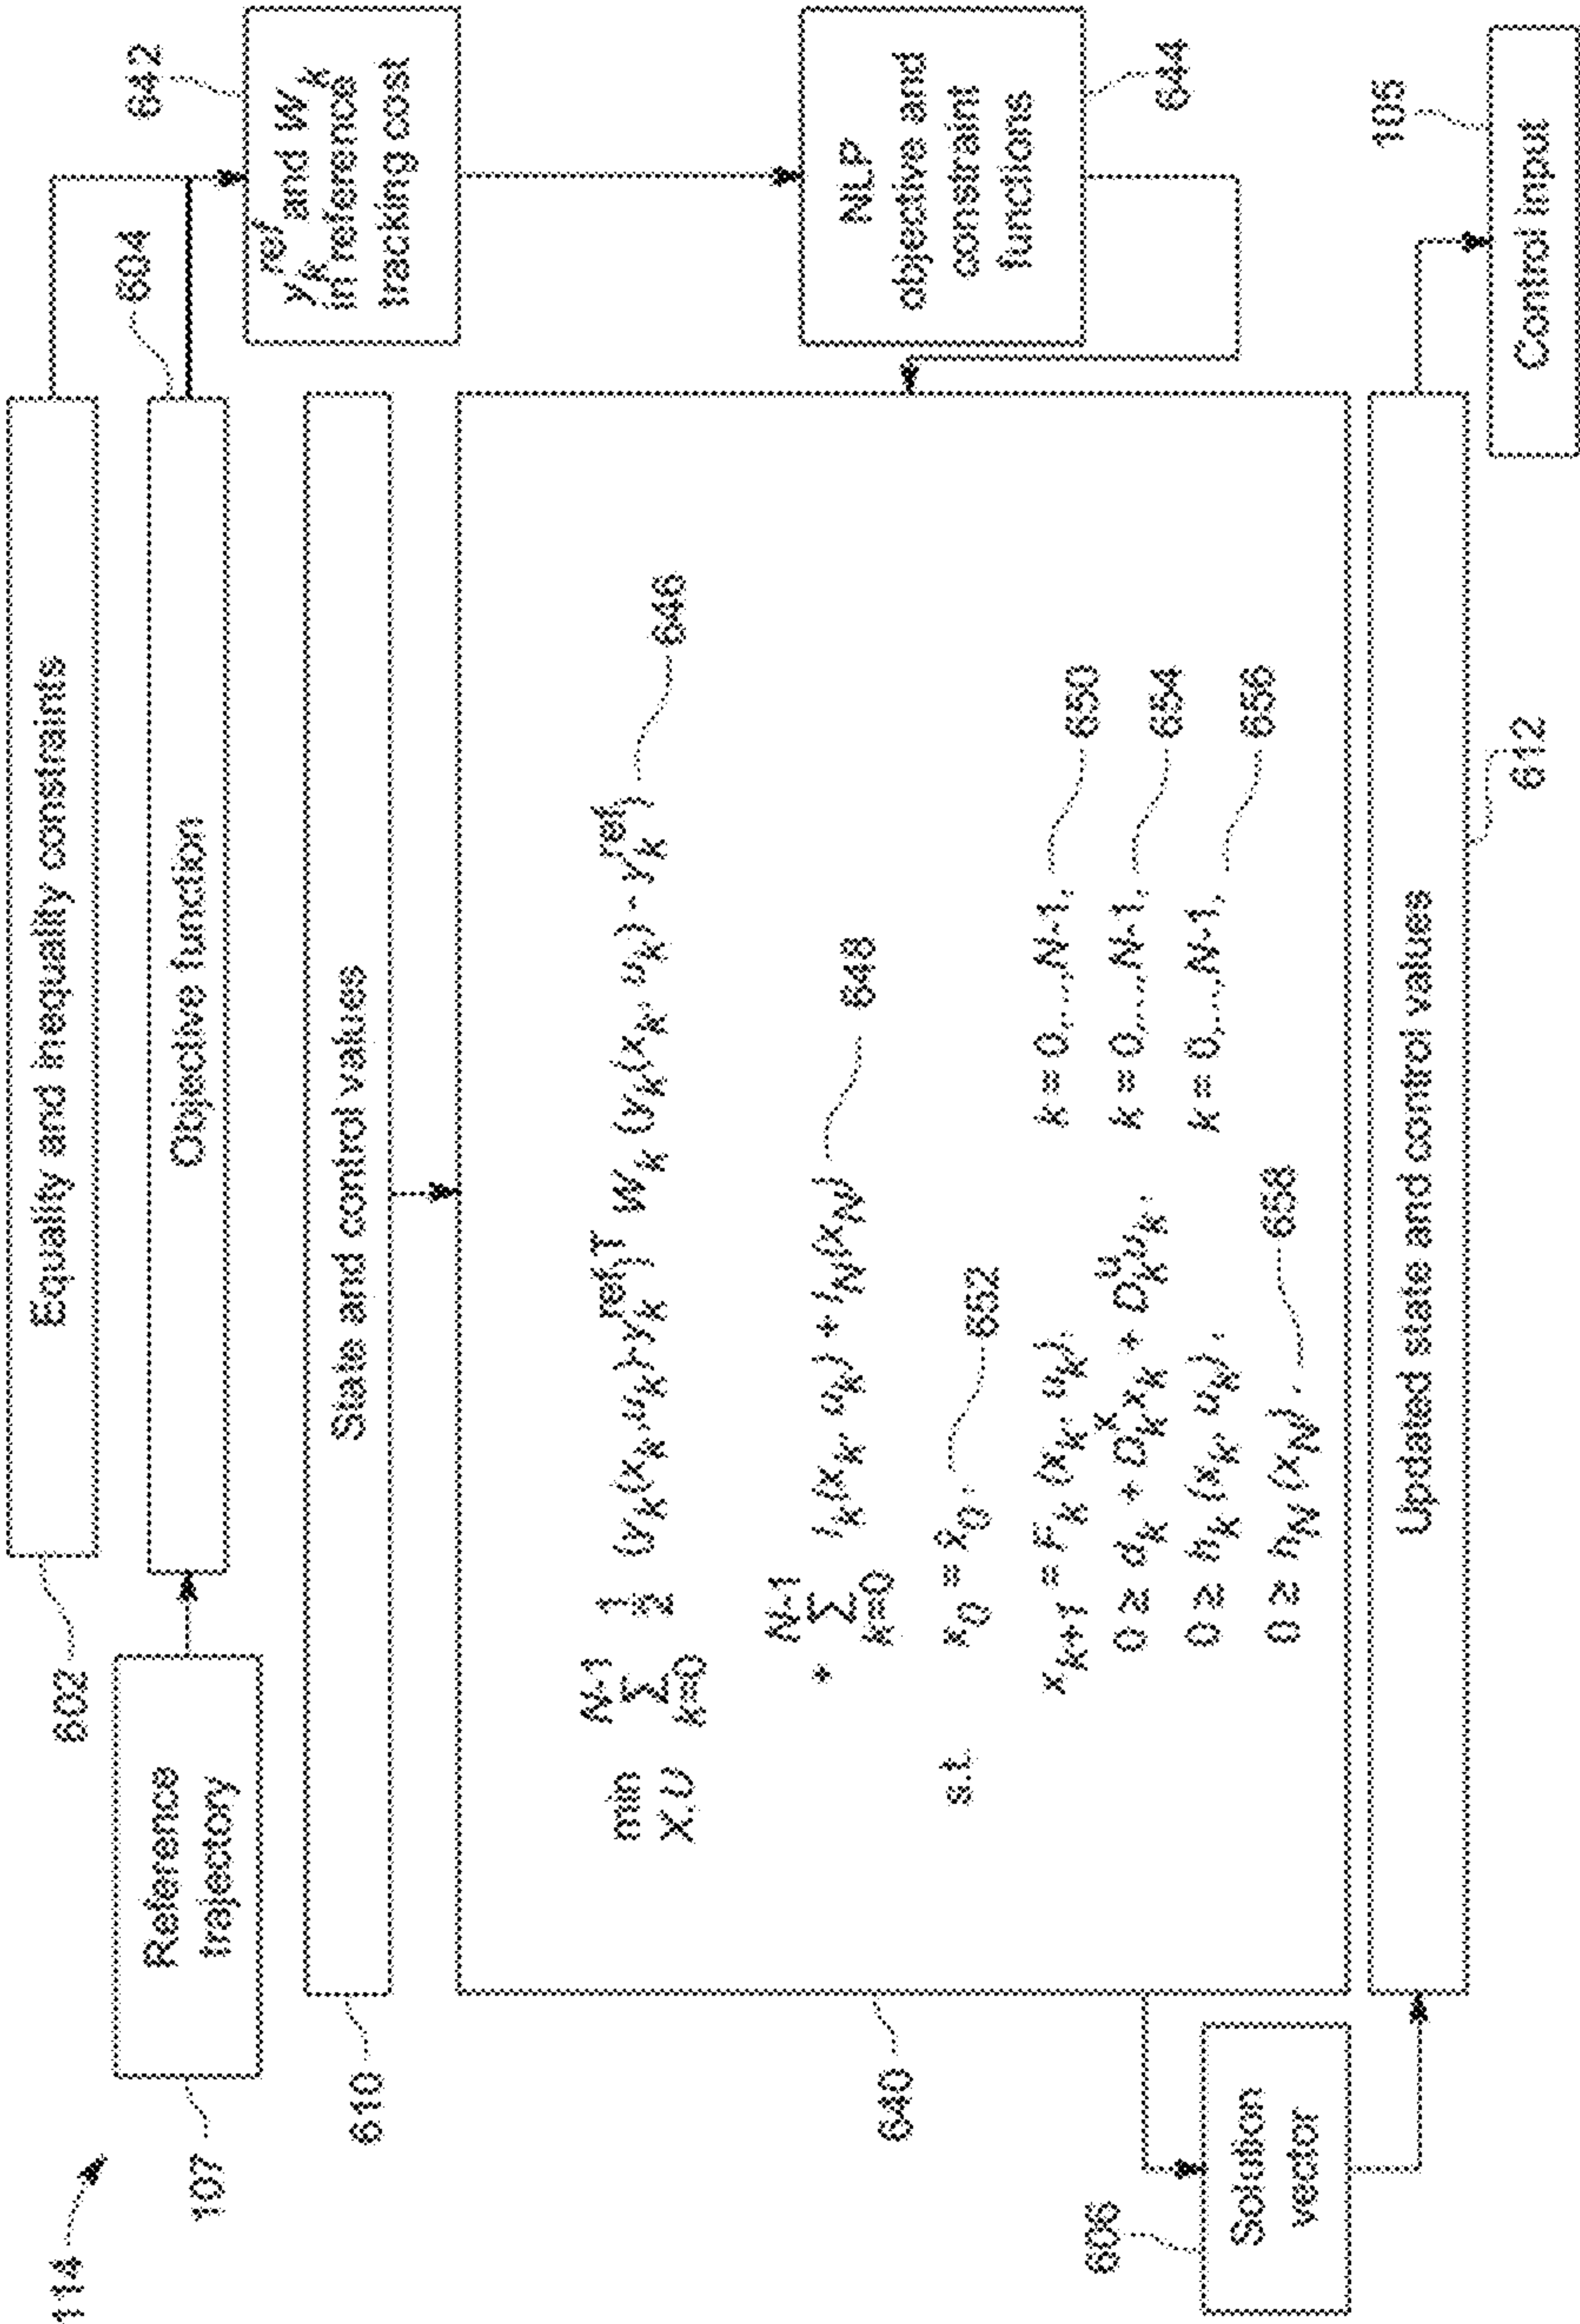 114
107
Reference
trajectory
602
Equality and inequality constraints
Objective function
604
642
y_k^ref and W_k
in reference
tracking cost
610
State and control values
NLP
objective and
constraint
functions
644
640
min X,U N-1 Σ k=0 1/2 (y_k(x_k, u_k)-y_k^ref)^T W_k (y_k(x_k, u_k) - y_k^ref)
646
+ N-1 Σ k=0 l_k(x_k, u_k) + l_N(x_N)
648
s.t. x_0 = x̂_0 ,
652
x_{k+1} = F_k (x_k, u_k), k = 0,...,N-1,
650
0 ≥ d_k + D_k^x x_k + D_k^u u_k , k = 0,...,N-1,
654
0 ≥ h_k (x_k, u_k) , k = 0,...,N-1,
656
0 ≥ h_N (x_N) .
658
606
Solution
vector
Updated state and control values
612
105
Control input